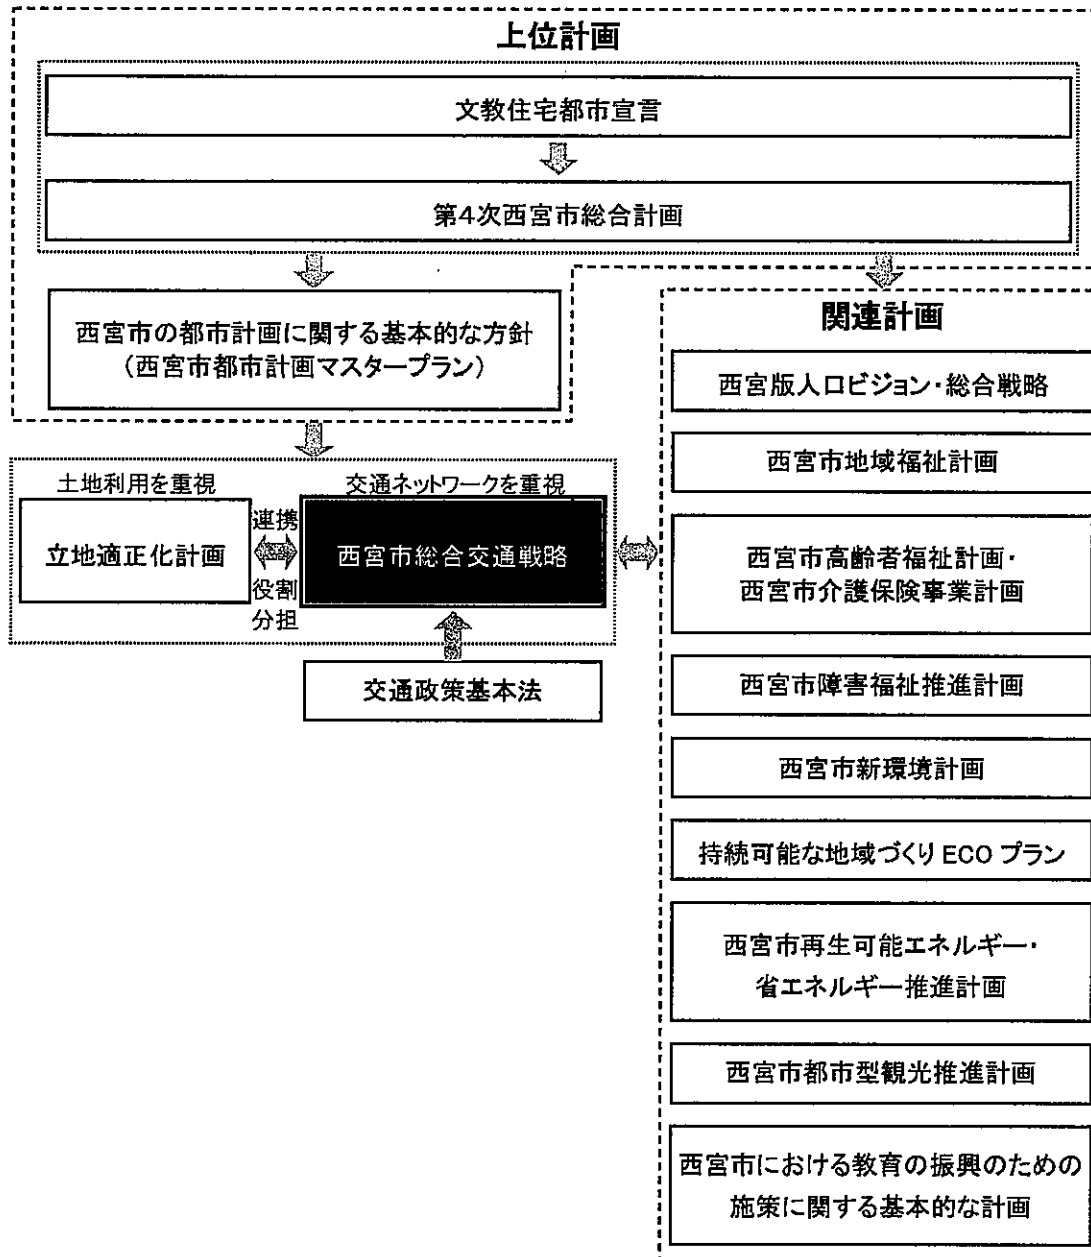 上位計画
文教住宅都市宣言
第4次西宮市総合計画
西宮市の都市計画に関する基本的な方針
(西宮市都市計画マスタープラン)
土地利用を重視
立地適正化計画
連携
役割
分担
交通ネットワークを重視
西宮市総合交通戦略
交通政策基本法
関連計画
西宮版人口ビジョン・総合戦略
西宮市地域福祉計画
西宮市高齢者福祉計画・
西宮市介護保険事業計画
西宮市障害福祉推進計画
西宮市新環境計画
持続可能な地域づくり ECO プラン
西宮市再生可能エネルギー・
省エネルギー推進計画
西宮市都市型観光推進計画
西宮市における教育の振興のための
施策に関する基本的な計画